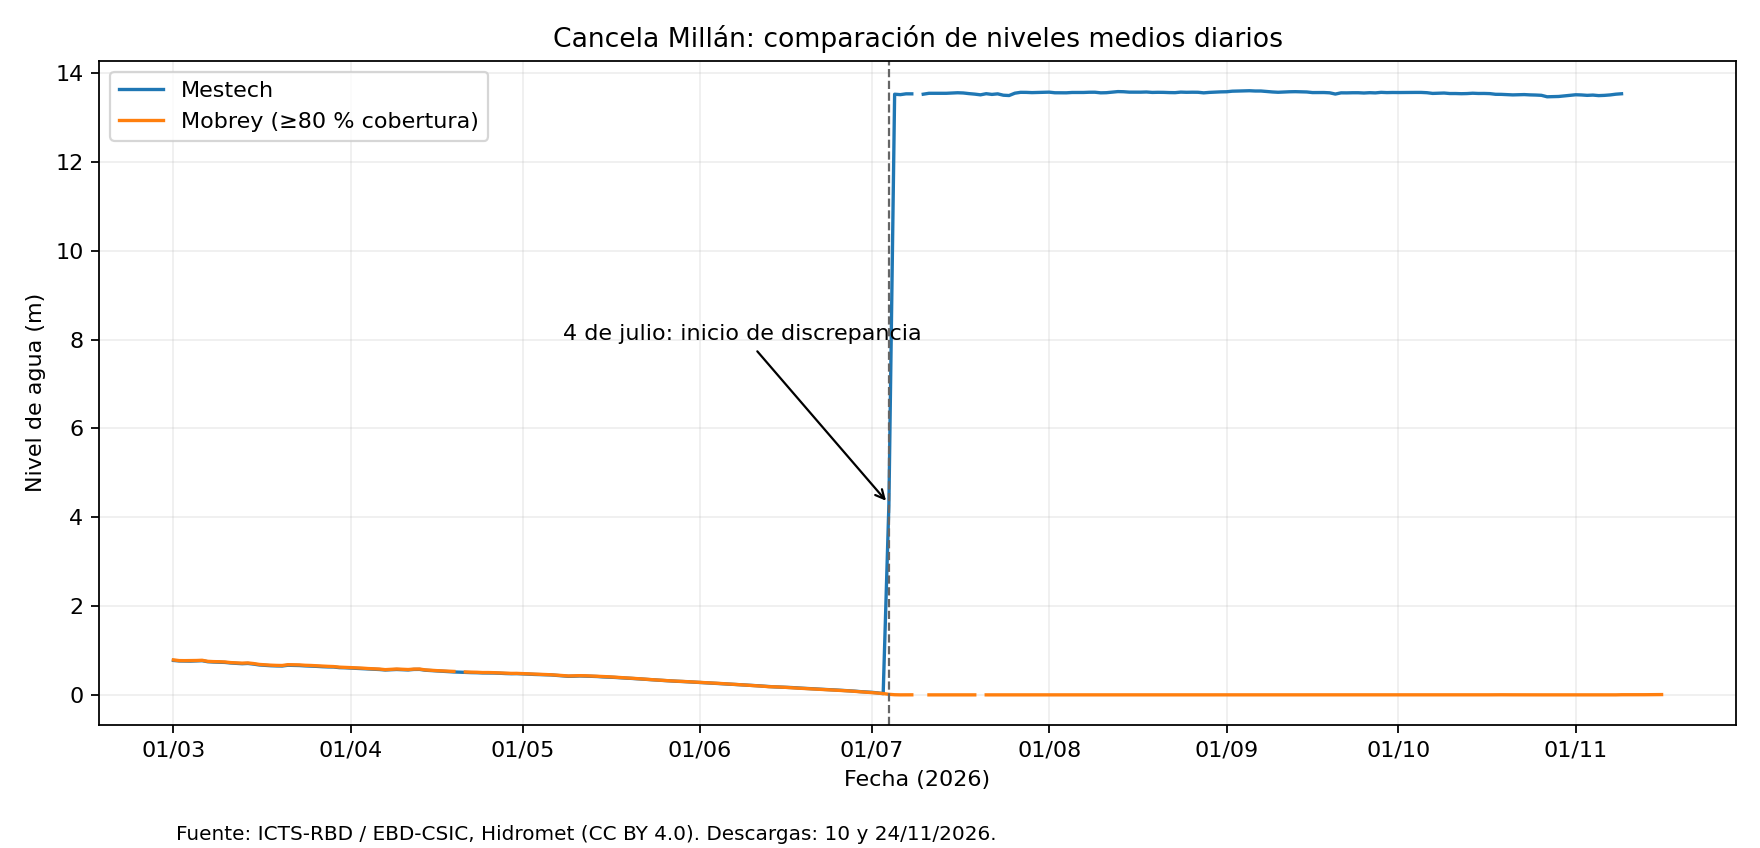 Cancela Millán: comparación de niveles medios diarios
Mestech
Mobrey (≥80 % cobertura)
14
12
10
8
6
4
2
0
Nivel de agua (m)
4 de julio: inicio de discrepancia
01/03 01/04 01/05 01/06 01/07 01/08 01/09 01/10 01/11
Fecha (2026)
Fuente: ICTS-RBD / EBD-CSIC, Hidromet (CC BY 4.0). Descargas: 10 y 24/11/2026.